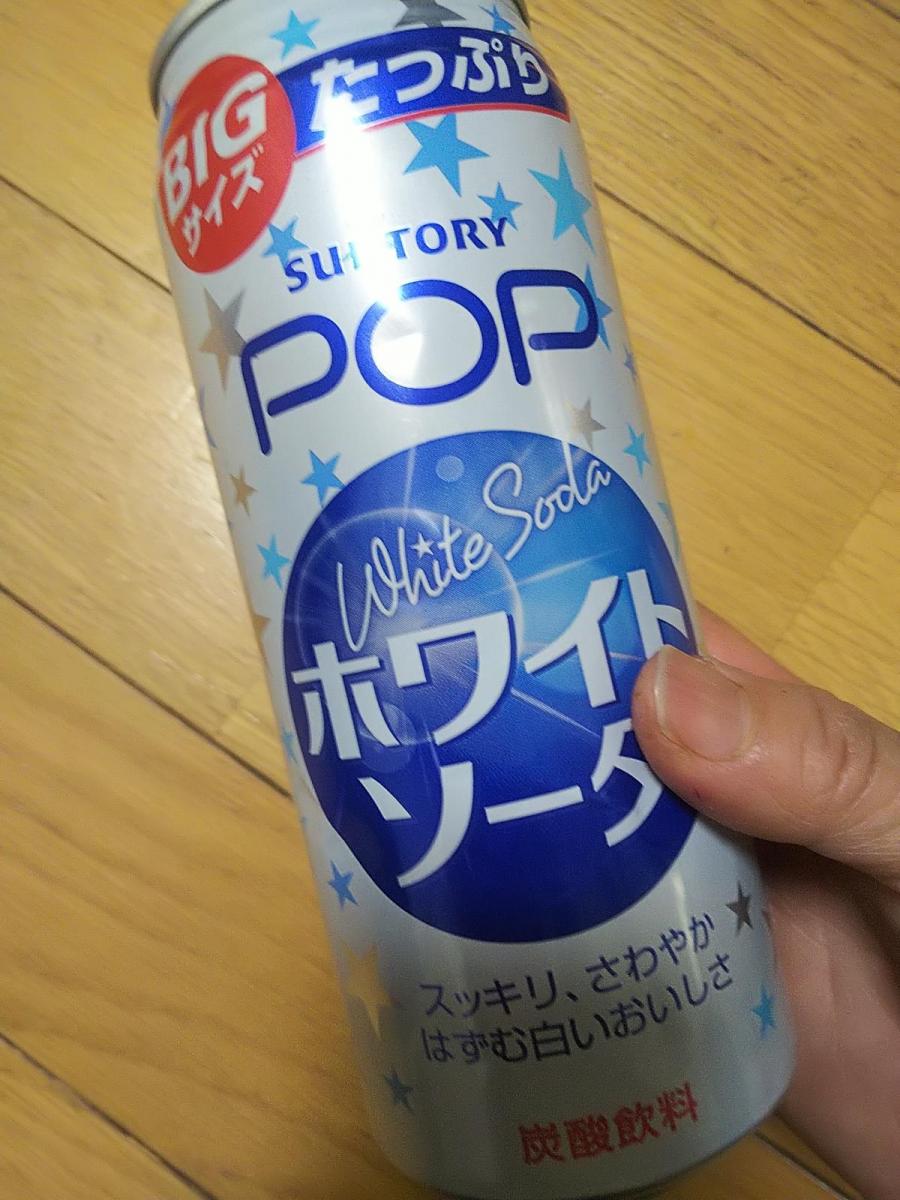 BIG
サイズ
たっぷり
SUNTORY
POP
White Soda
ホワイト
ソーダ
スッキリ、さわやか
はずむ白いおいしさ
炭酸飲料